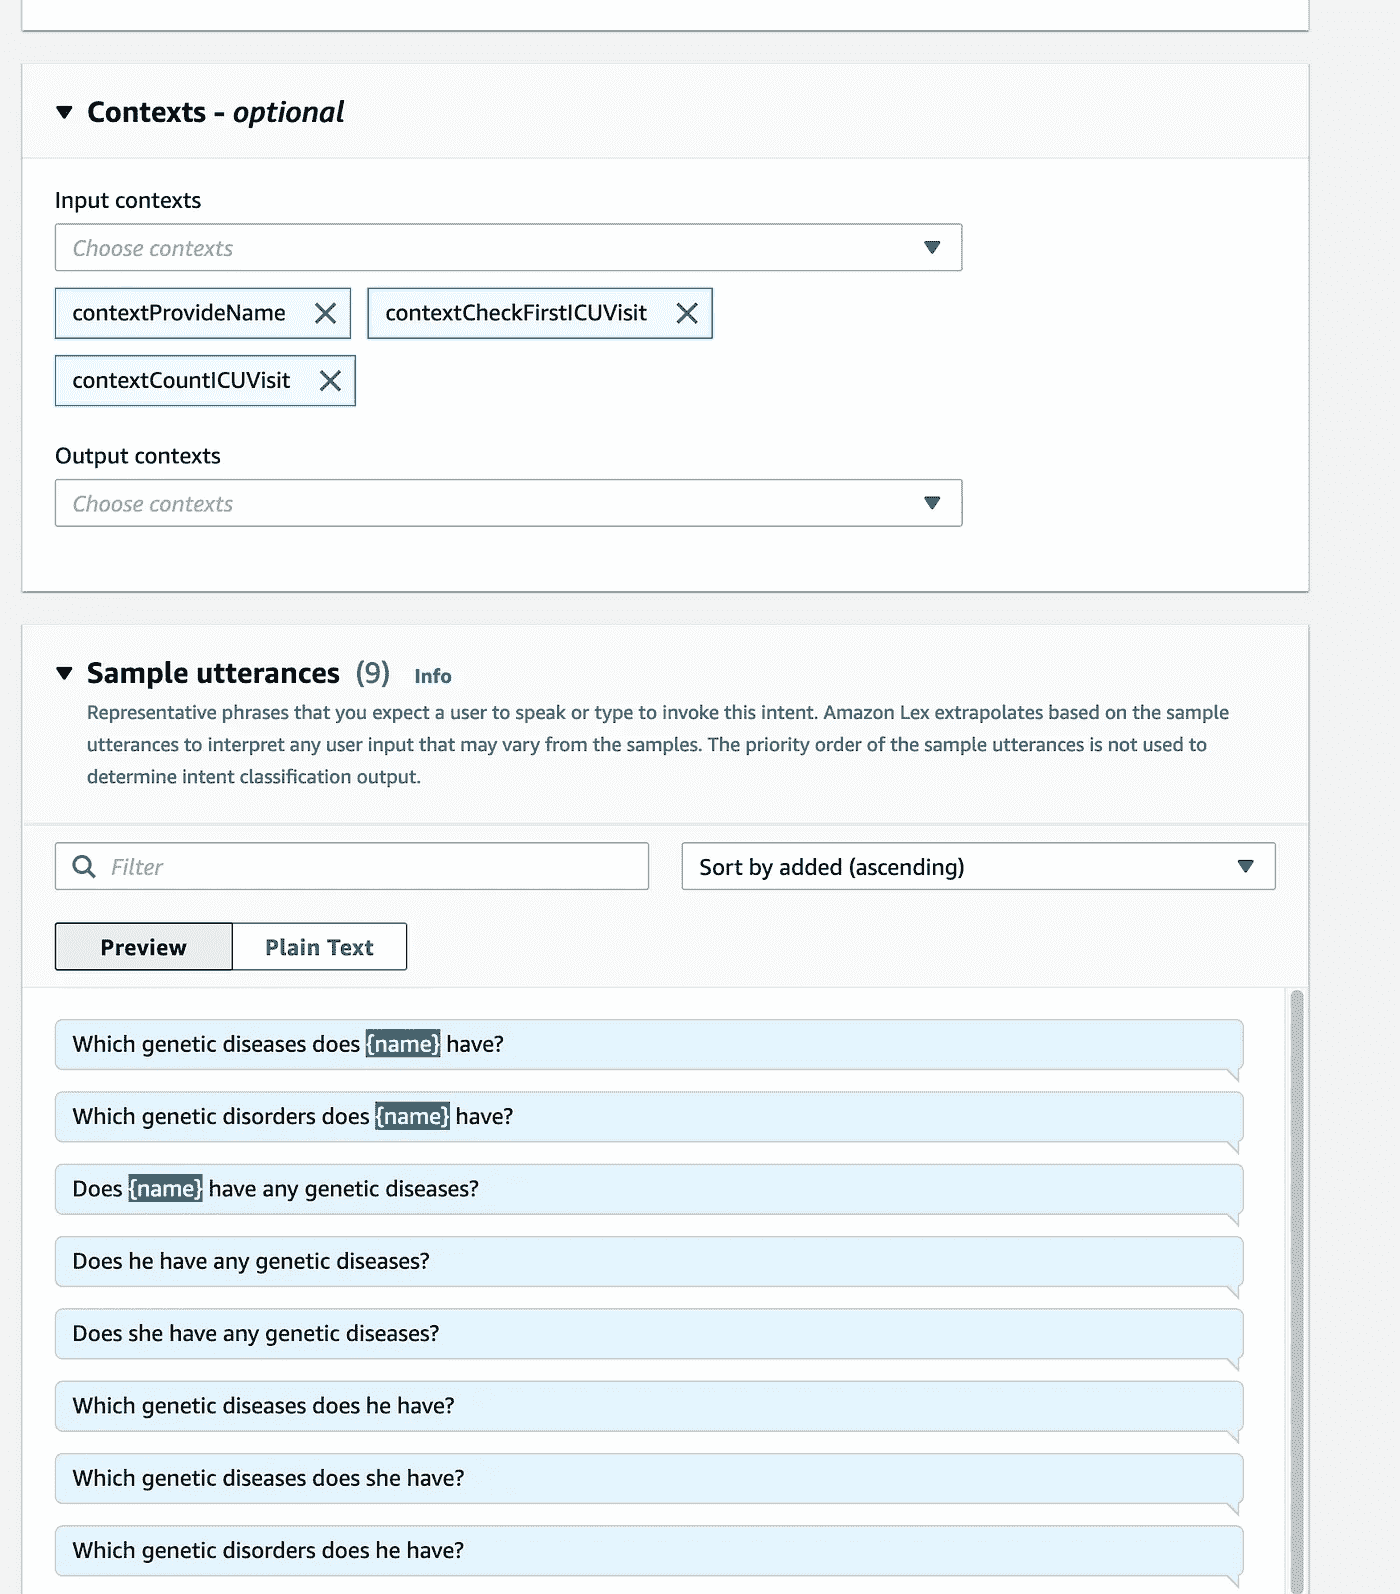 Contexts - optional
Input contexts
Choose contexts
contextProvideName
contextCheckFirstICUVisit
contextCountICUVisit
Output contexts
Choose contexts
Sample utterances (9) Info
Representative phrases that you expect a user to speak or type to invoke this intent. Amazon Lex extrapolates based on the sample
utterances to interpret any user input that may vary from the samples. The priority order of the sample utterances is not used to
determine intent classification output.
Filter
Sort by added (ascending)
Preview
Plain Text
Which genetic diseases does {name} have?
Which genetic disorders does {name} have?
Does {name} have any genetic diseases?
Does he have any genetic diseases?
Does she have any genetic diseases?
Which genetic diseases does he have?
Which genetic diseases does she have?
Which genetic disorders does he have?